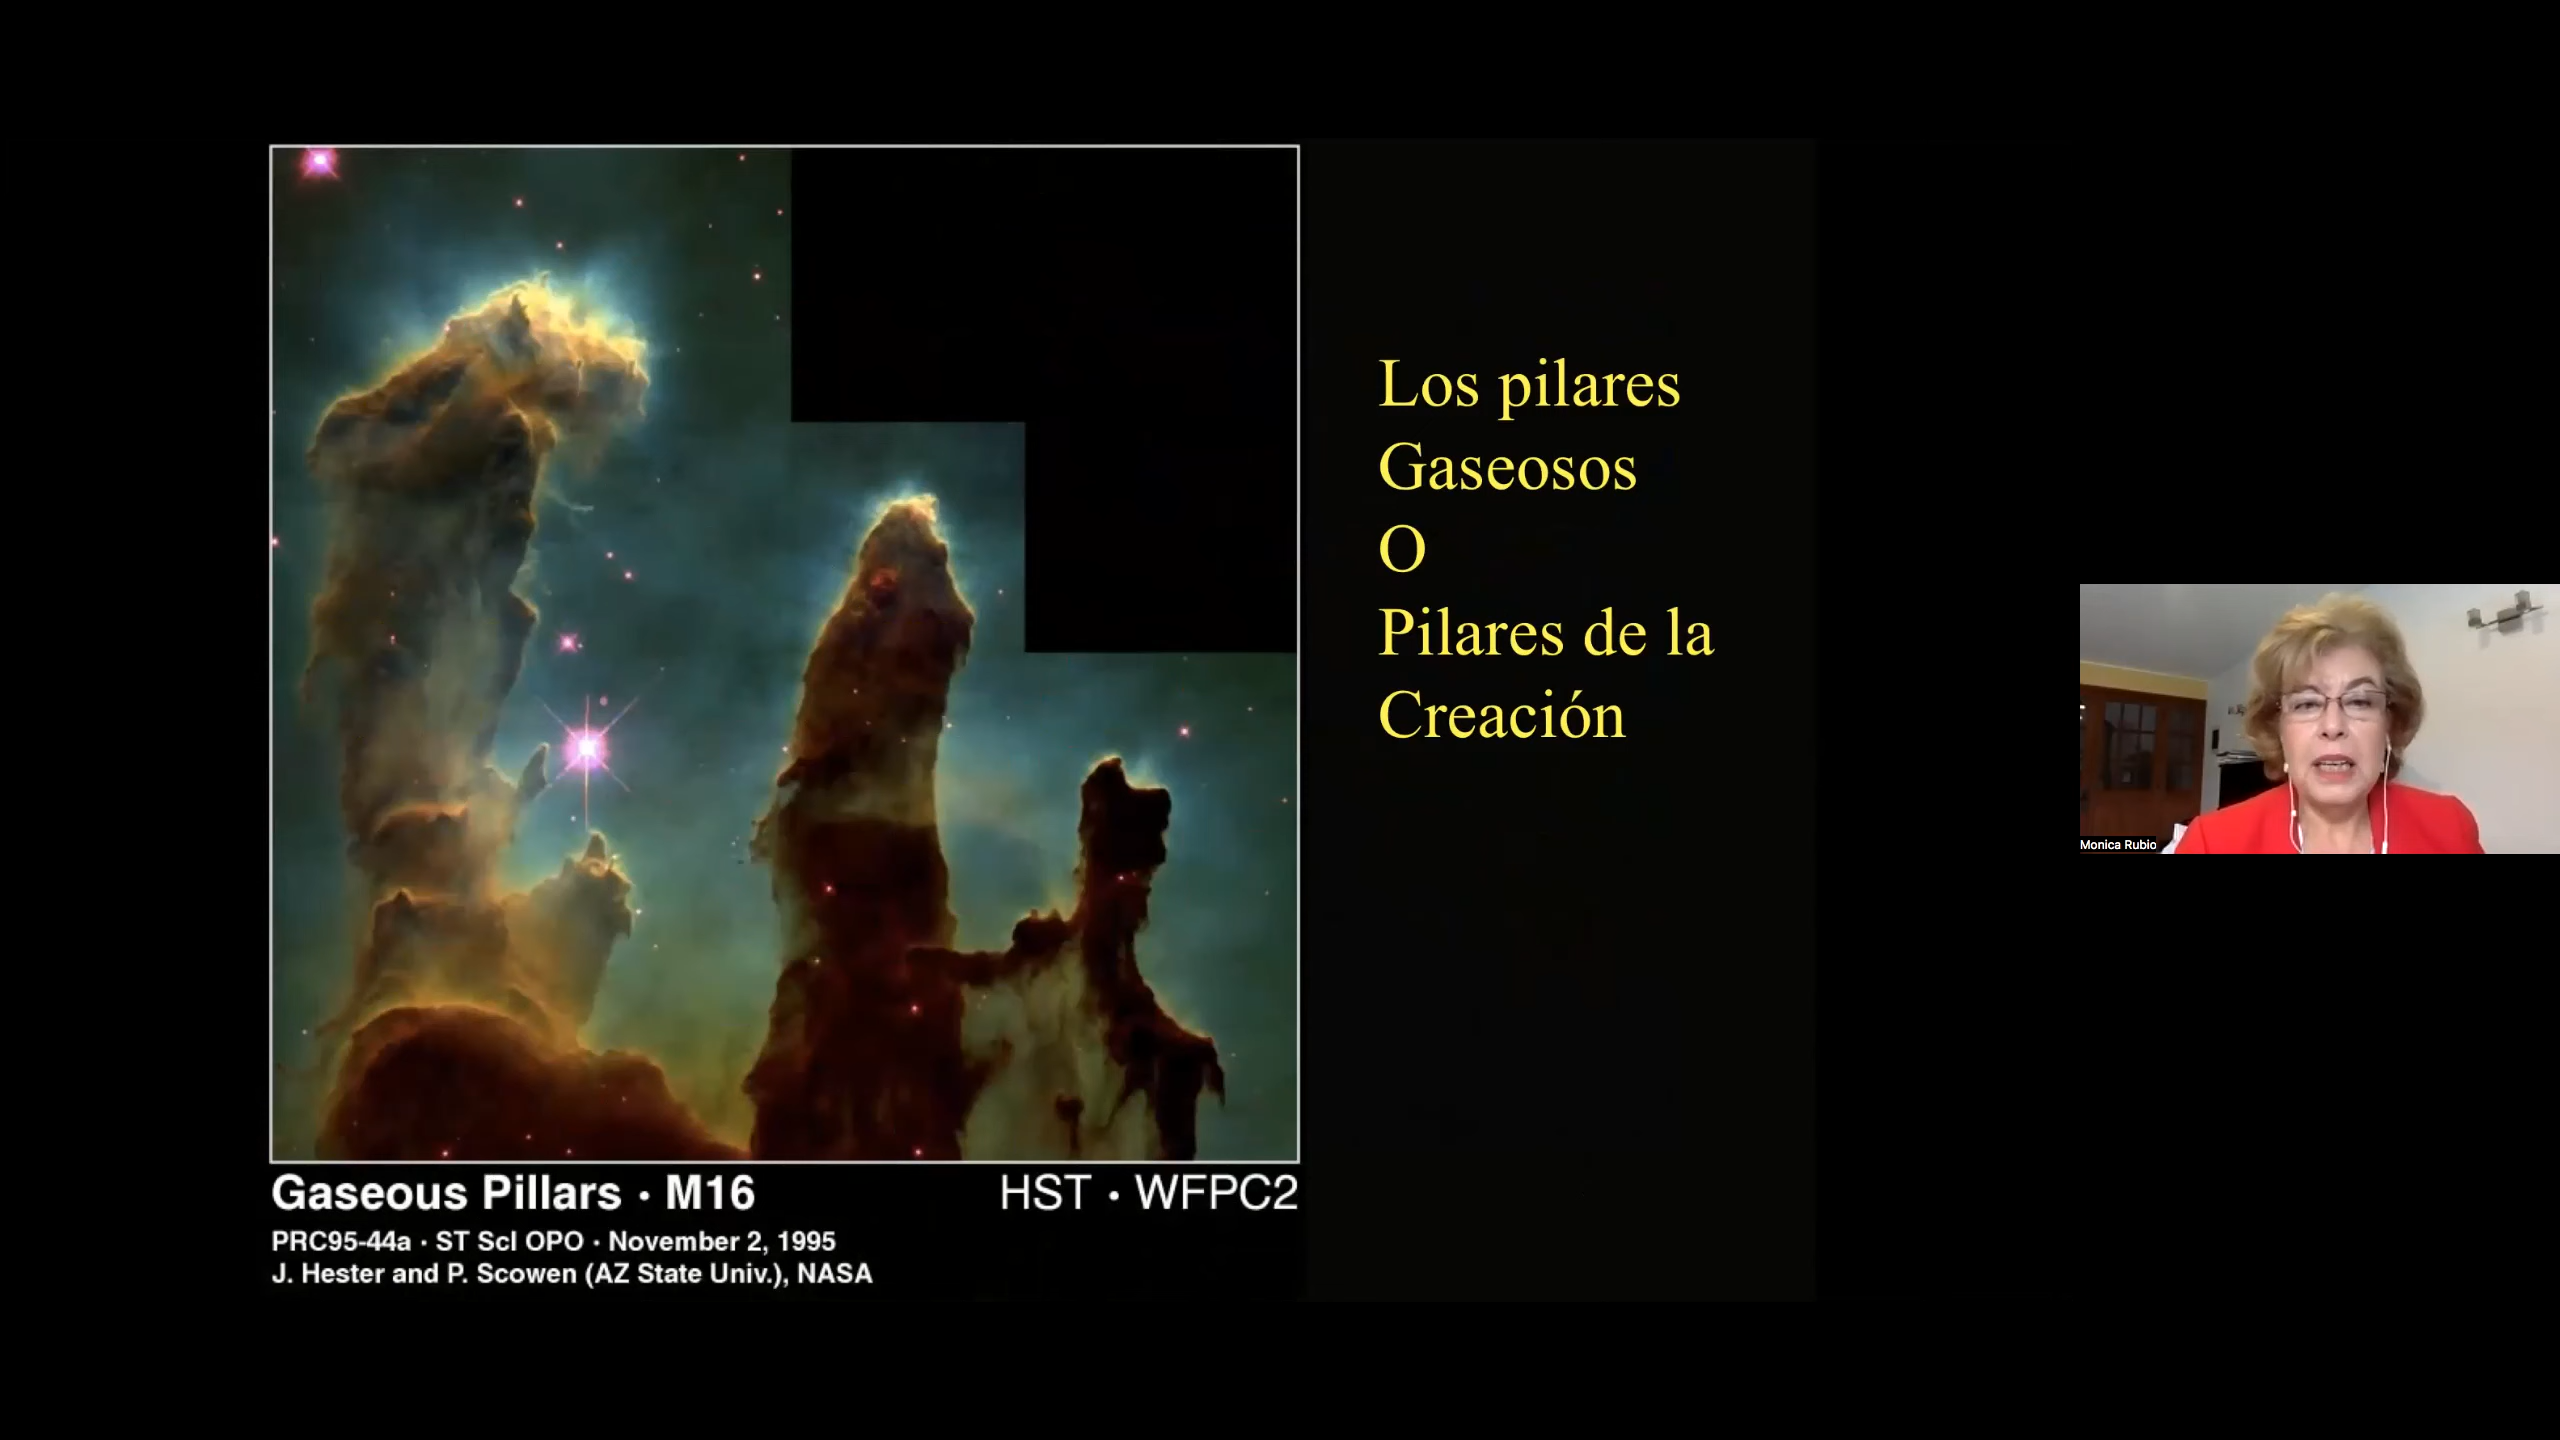 Los pilares
Gaseosos
O
Pilares de la
Creación
Gaseous Pillars · M16 HST · WFPC2
PRC95-44a · ST ScI OPO · November 2, 1995
J. Hester and P. Scowen (AZ State Univ.), NASA
Monica Rubio